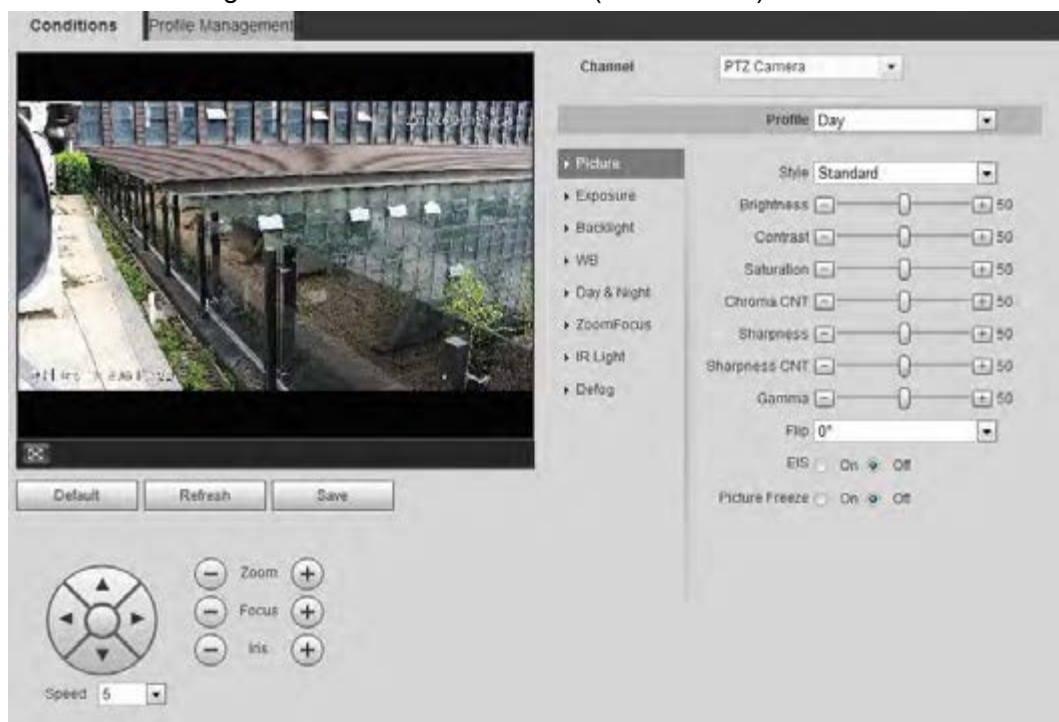 Conditions Profile Management
Channel PTZ Camera
Profile Day
Picture
Exposure
Backlight
WB
Day & Night
ZoomFocus
IR Light
Defog
Style Standard
Brightness 50
Contrast 50
Saturation 50
Chroma CNT 50
Sharpness 50
Sharpness CNT 50
Gamma 50
Flip 0°
EIS On Off
Picture Freeze On Off
Default Refresh Save
Zoom
Focus
Iris
Speed 5